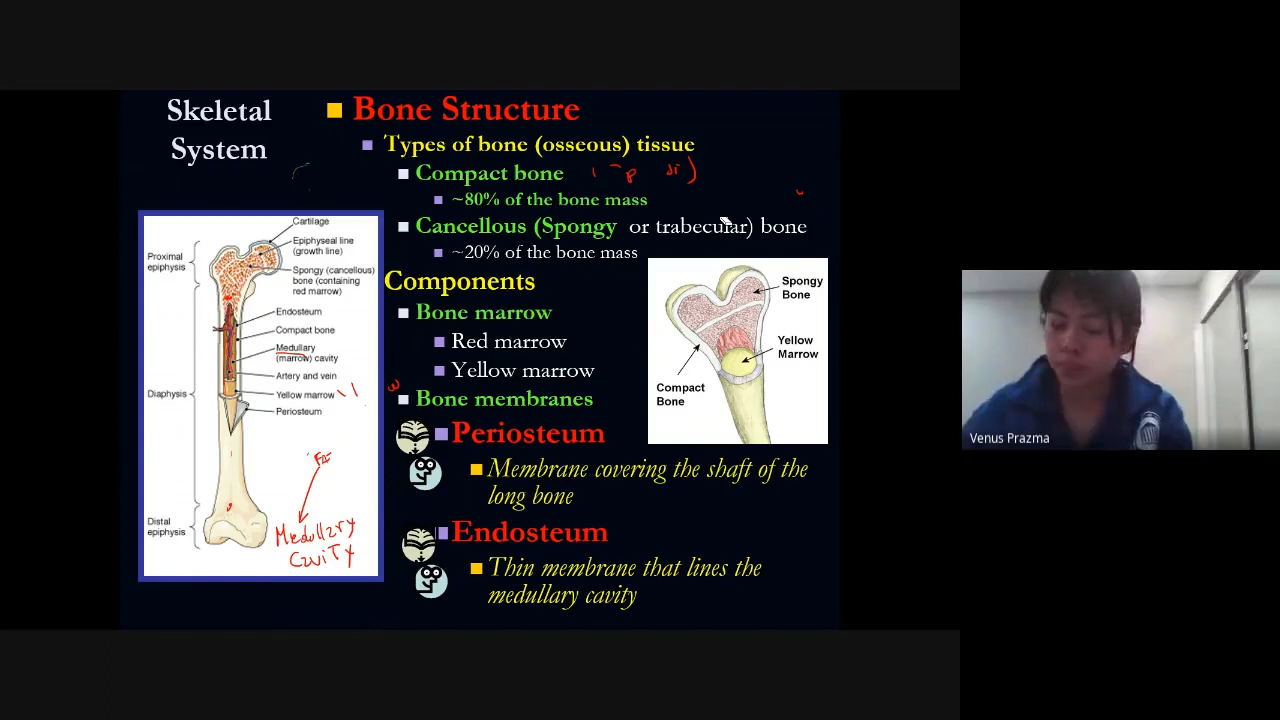 Skeletal
System
Bone Structure
Types of bone (osseous) tissue
Compact bone
~80% of the bone mass
Cancellous (Spongy or trabecular) bone
~20% of the bone mass
Components
Bone marrow
Red marrow
Yellow marrow
Bone membranes
Periosteum
Membrane covering the shaft of the
long bone
Endosteum
Thin membrane that lines the
medullary cavity
Cartilage
Epiphyseal line
(growth line)
Spongy (cancellous)
bone (containing
red marrow)
Endosteum
Compact bone
Medullary
(marrow) cavity
Artery and vein
Yellow marrow
Periosteum
Proximal
epiphysis
Diaphysis
Distal
epiphysis
Medullary
Cavity
Spongy
Bone
Yellow
Marrow
Compact
Bone
Venus Prazma